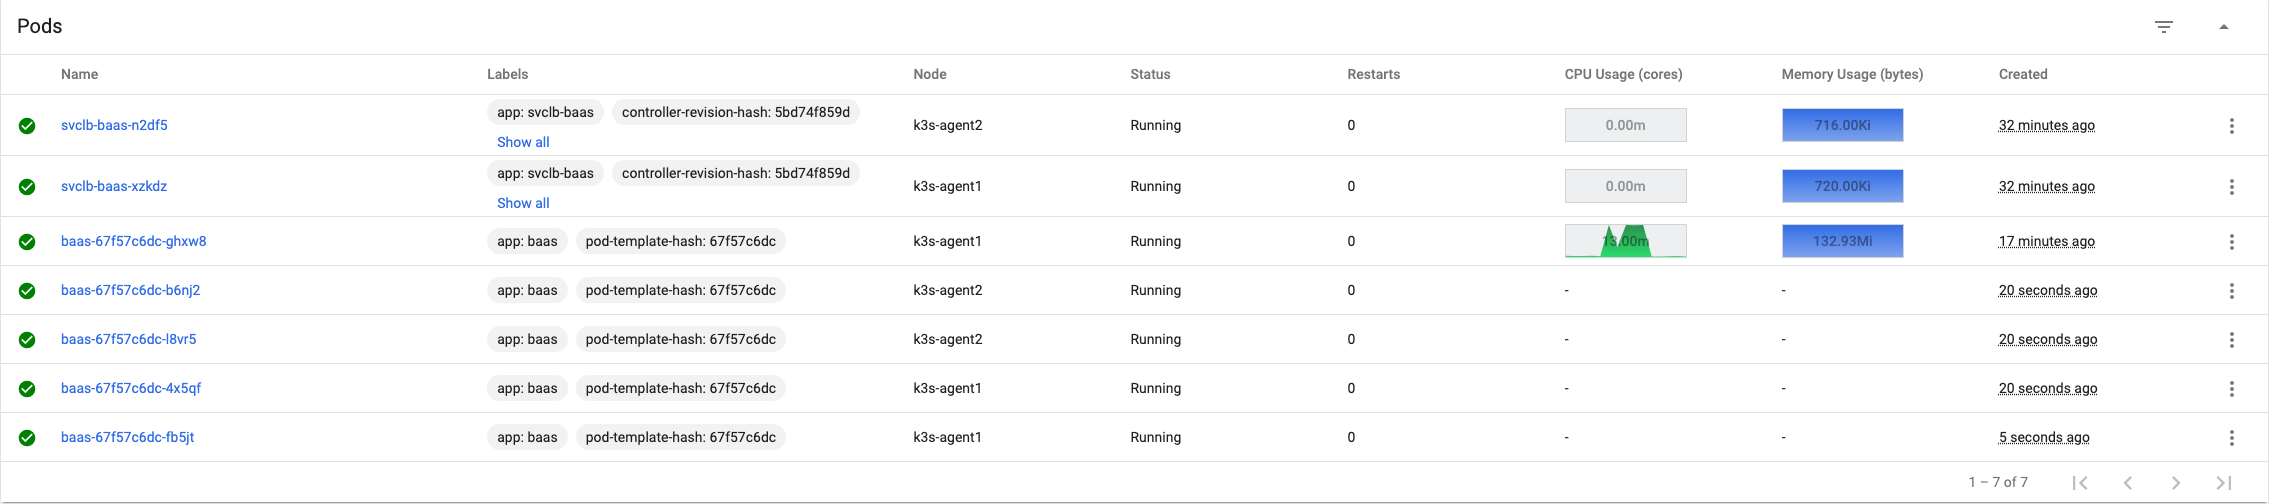 Pods
Name Labels Node Status Restarts CPU Usage (cores) Memory Usage (bytes) Created
svclb-baas-n2df5 app: svclb-baas controller-revision-hash: 5bd74f859d k3s-agent2 Running 0 0.00m 716.00Ki 32 minutes ago
Show all
svclb-baas-xzkdz app: svclb-baas controller-revision-hash: 5bd74f859d k3s-agent1 Running 0 0.00m 720.00Ki 32 minutes ago
Show all
baas-67f57c6dc-ghxw8 app: baas pod-template-hash: 67f57c6dc k3s-agent1 Running 0 13.00m 132.93Mi 17 minutes ago
baas-67f57c6dc-b6nj2 app: baas pod-template-hash: 67f57c6dc k3s-agent2 Running 0 - - 20 seconds ago
baas-67f57c6dc-l8vr5 app: baas pod-template-hash: 67f57c6dc k3s-agent2 Running 0 - - 20 seconds ago
baas-67f57c6dc-4x5qf app: baas pod-template-hash: 67f57c6dc k3s-agent1 Running 0 - - 20 seconds ago
baas-67f57c6dc-fb5jt app: baas pod-template-hash: 67f57c6dc k3s-agent1 Running 0 - - 5 seconds ago
1 – 7 of 7